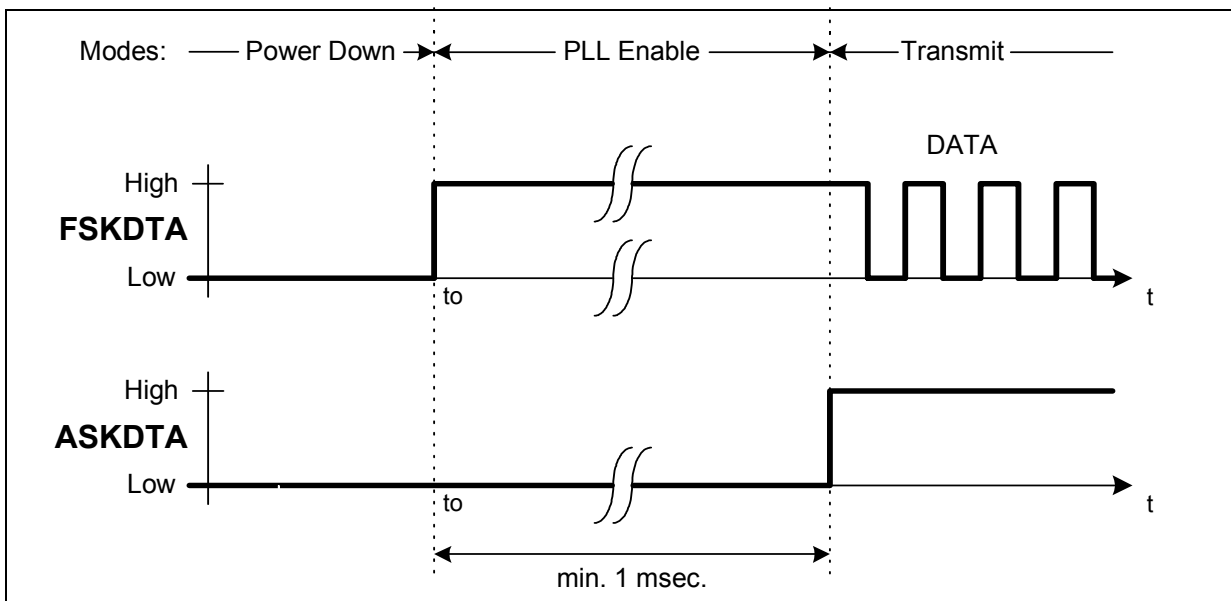 Modes: Power Down PLL Enable Transmit
DATA
High
FSKDTA
Low
to
t
High
ASKDTA
Low
to
t
min. 1 msec.